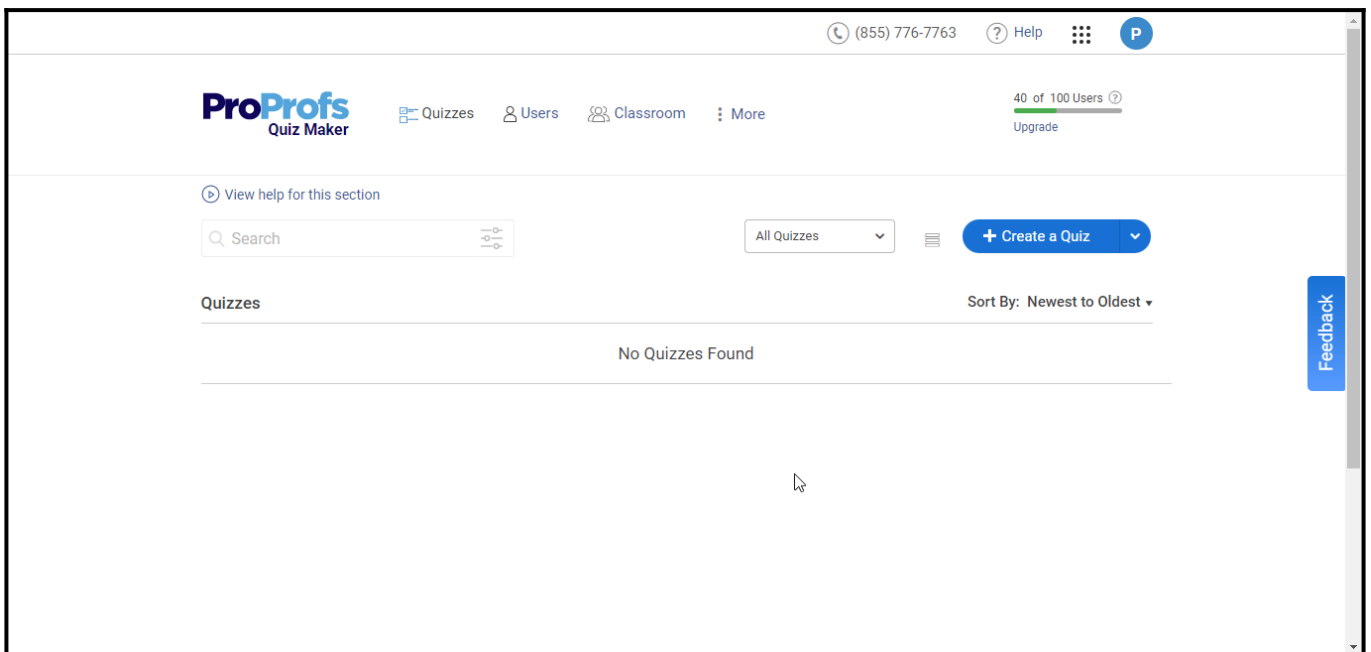 (855) 776-7763 Help P
ProProfs
Quiz Maker
Quizzes Users Classroom More
40 of 100 Users
Upgrade
View help for this section
Search
All Quizzes
Create a Quiz
Quizzes
Sort By: Newest to Oldest
No Quizzes Found
Feedback